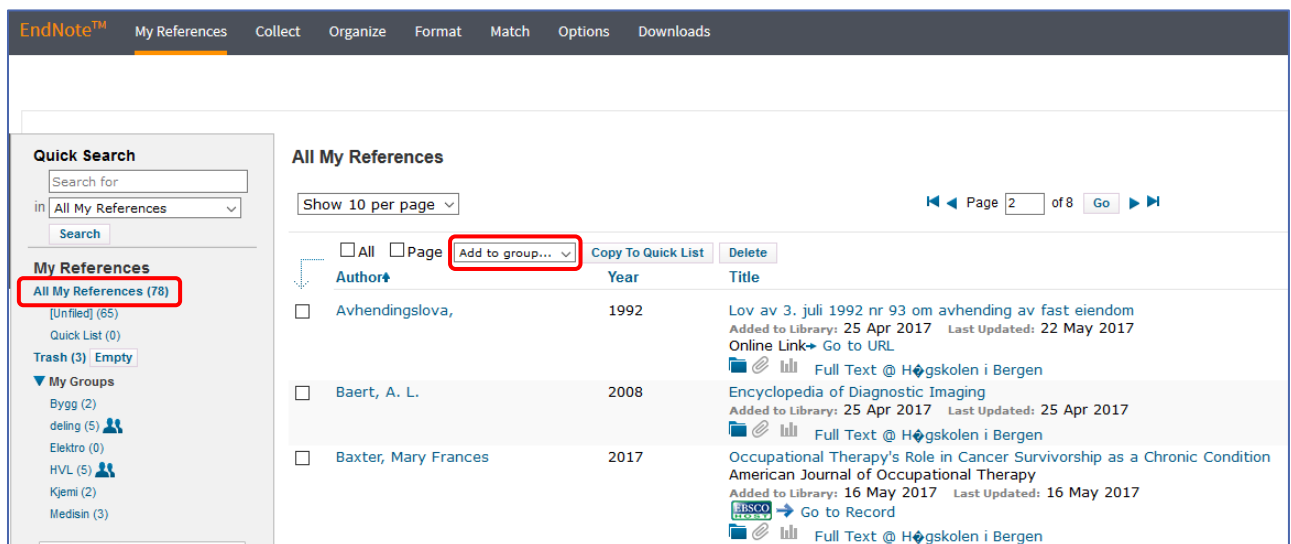 EndNote™ My References Collect Organize Format Match Options Downloads
Quick Search
Search for
in All My References
Search
My References
All My References (78)
[Unfiled] (65)
Quick List (0)
Trash (3) Empty
My Groups
Bygg (2)
deling (5)
Elektro (0)
HVL (5)
Kjemi (2)
Medisin (3)
All My References
Show 10 per page Page 2 of 8 Go
All Page Add to group... Copy To Quick List Delete
Author Year Title
Avhendingslova, 1992 Lov av 3. juli 1992 nr 93 om avhending av fast eiendom
Added to Library: 25 Apr 2017 Last Updated: 22 May 2017
Online Link Go to URL
Full Text @ H�gskolen i Bergen
Baert, A. L. 2008 Encyclopedia of Diagnostic Imaging
Added to Library: 25 Apr 2017 Last Updated: 25 Apr 2017
Full Text @ H�gskolen i Bergen
Baxter, Mary Frances 2017 Occupational Therapy's Role in Cancer Survivorship as a Chronic Condition
American Journal of Occupational Therapy
Added to Library: 16 May 2017 Last Updated: 16 May 2017
EBSCO HOST Go to Record
Full Text @ H�gskolen i Bergen